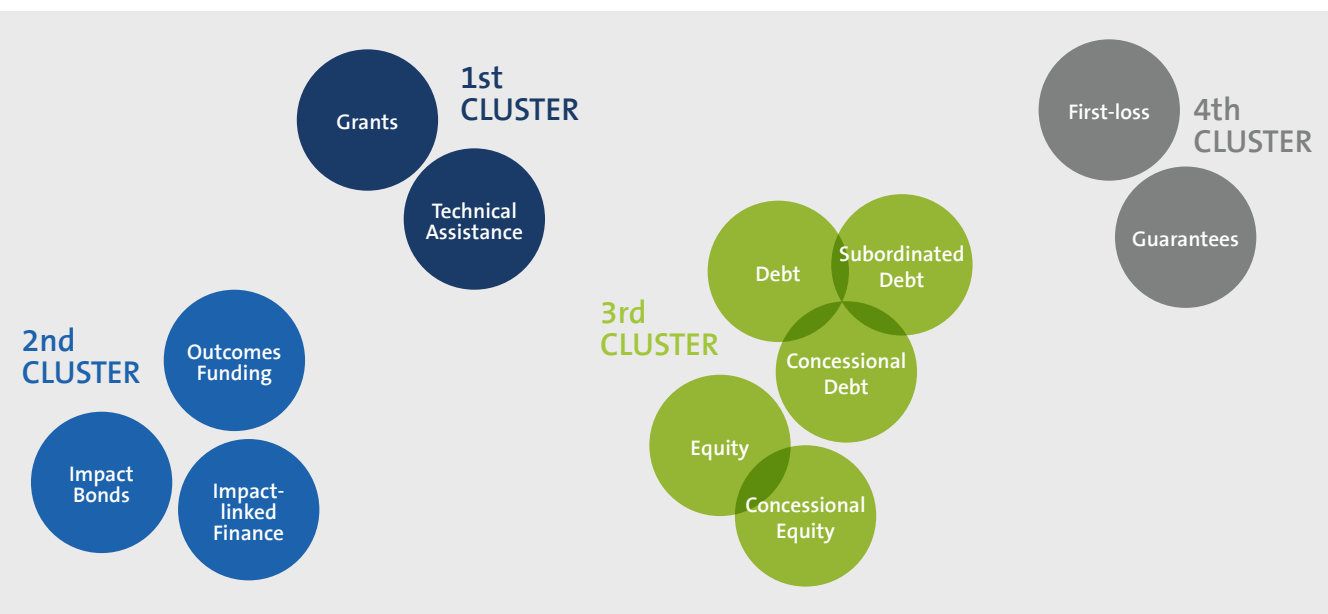 1st
CLUSTER
Grants
Technical
Assistance
2nd
CLUSTER
Outcomes
Funding
Impact
Bonds
Impact-
linked
Finance
3rd
CLUSTER
Debt
Subordinated
Debt
Concessional
Debt
Equity
Concessional
Equity
4th
CLUSTER
First-loss
Guarantees